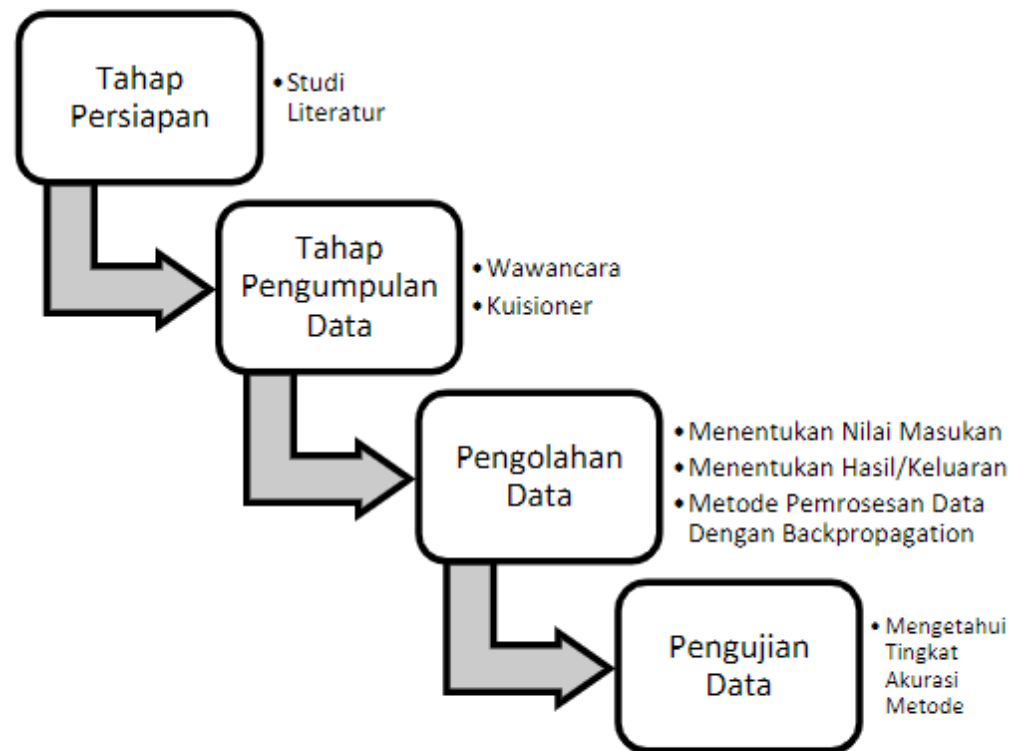 Tahap
Persiapan
•Studi
Literatur
Tahap
Pengumpulan
Data
•Wawancara
•Kuisioner
Pengolahan
Data
•Menentukan Nilai Masukan
•Menentukan Hasil/Keluaran
•Metode Pemrosesan Data
Dengan Backpropagation
Pengujian
Data
•Mengetahui
Tingkat
Akurasi
Metode